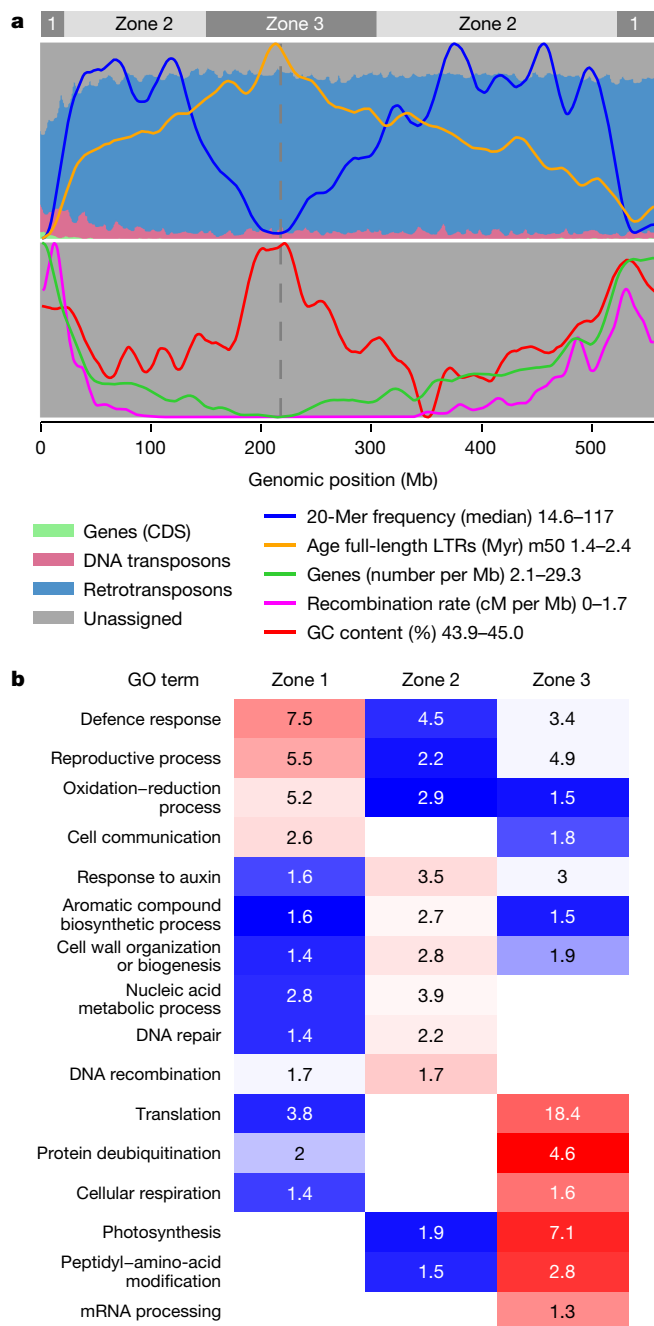 a
1 Zone 2 Zone 3 Zone 2 1
0 100 200 300 400 500
Genomic position (Mb)
Genes (CDS)
DNA transposons
Retrotransposons
Unassigned
20-Mer frequency (median) 14.6–117
Age full-length LTRs (Myr) m50 1.4–2.4
Genes (number per Mb) 2.1–29.3
Recombination rate (cM per Mb) 0–1.7
GC content (%) 43.9–45.0
b GO term Zone 1 Zone 2 Zone 3
Defence response 7.5 4.5 3.4
Reproductive process 5.5 2.2 4.9
Oxidation–reduction
process 5.2 2.9 1.5
Cell communication 2.6 1.8
Response to auxin 1.6 3.5 3
Aromatic compound
biosynthetic process 1.6 2.7 1.5
Cell wall organization
or biogenesis 1.4 2.8 1.9
Nucleic acid
metabolic process 2.8 3.9
DNA repair 1.4 2.2
DNA recombination 1.7 1.7
Translation 3.8 18.4
Protein deubiquitination 2 4.6
Cellular respiration 1.4 1.6
Photosynthesis 1.9 7.1
Peptidyl–amino-acid
modification 1.5 2.8
mRNA processing 1.3